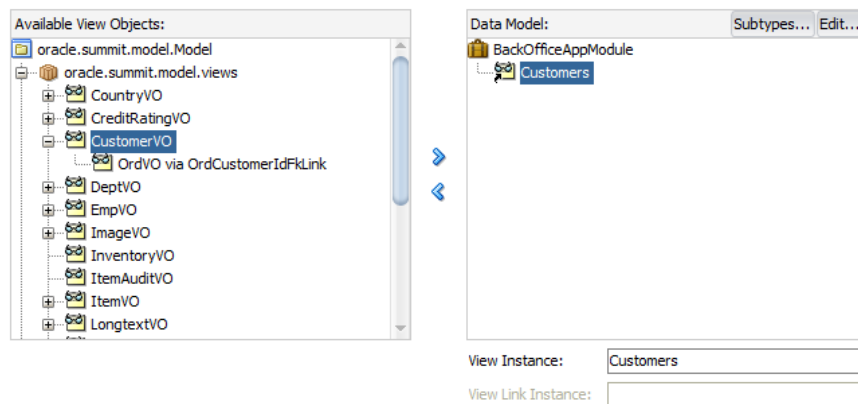 Available View Objects:
oracle.summit.model.Model
oracle.summit.model.views
CountryVO
CreditRatingVO
CustomerVO
OrdVO via OrdCustomerIdFkLink
DeptVO
EmpVO
ImageVO
InventoryVO
ItemAuditVO
ItemVO
LongtextVO
Data Model:
Subtypes... Edit...
BackOfficeAppModule
Customers
View Instance: Customers
View Link Instance: